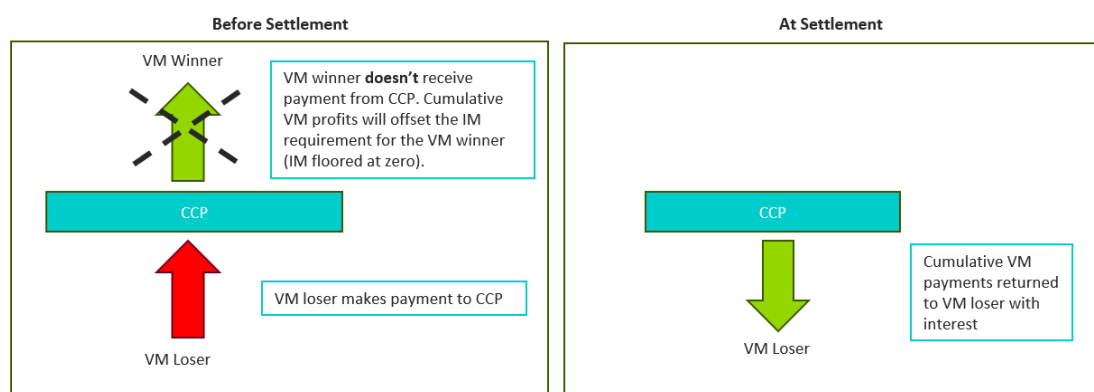 Before Settlement
VM Winner
VM winner doesn't receive
payment from CCP. Cumulative
VM profits will offset the IM
requirement for the VM winner
(IM floored at zero).
CCP
VM loser makes payment to CCP
VM Loser
At Settlement
CCP
Cumulative VM
payments returned
to VM loser with
interest
VM Loser